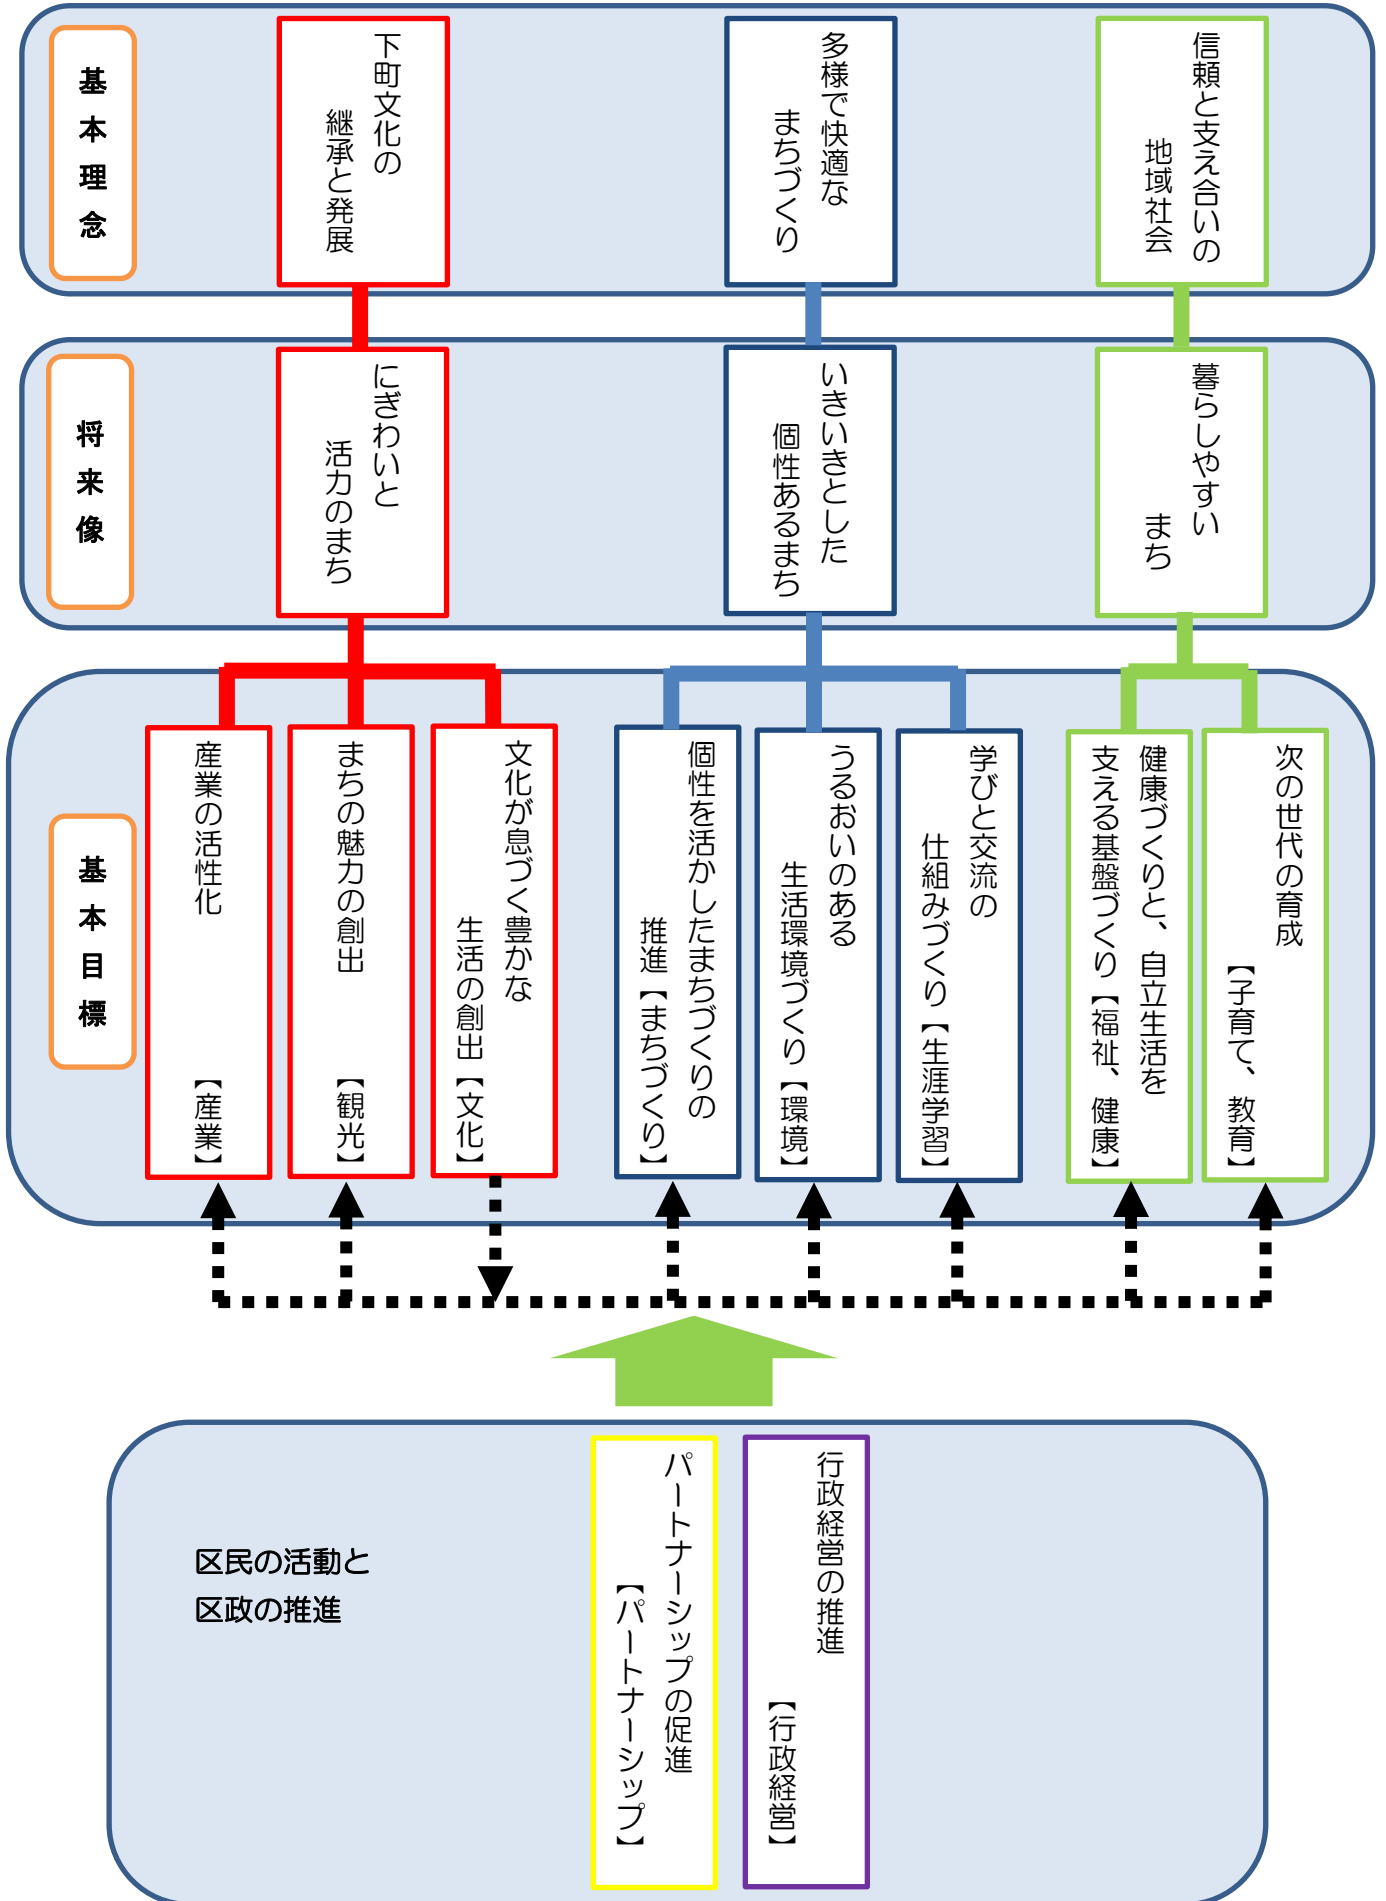 基本理念
下町文化の
継承と発展
多様で快適な
まちづくり
信頼と支え合いの
地域社会
将来像
にぎわいと
活力のまち
いきいきとした
個性あるまち
暮らしやすい
まち
基本目標
産業の活性化
【産業】
まちの魅力の創出 【観光】
文化が息づく豊かな
生活の創出【文化】
個性を活かしたまちづくりの
推進【まちづくり】
うるおいのある
生活環境づくり【環境】
学びと交流の
仕組みづくり【生涯学習】
健康づくりと、自立生活を
支える基盤づくり【福祉、健康】
次の世代の育成
【子育て、教育】
区民の活動と
区政の推進
パートナーシップの促進
【パートナーシップ】
行政経営の推進
【行政経営】